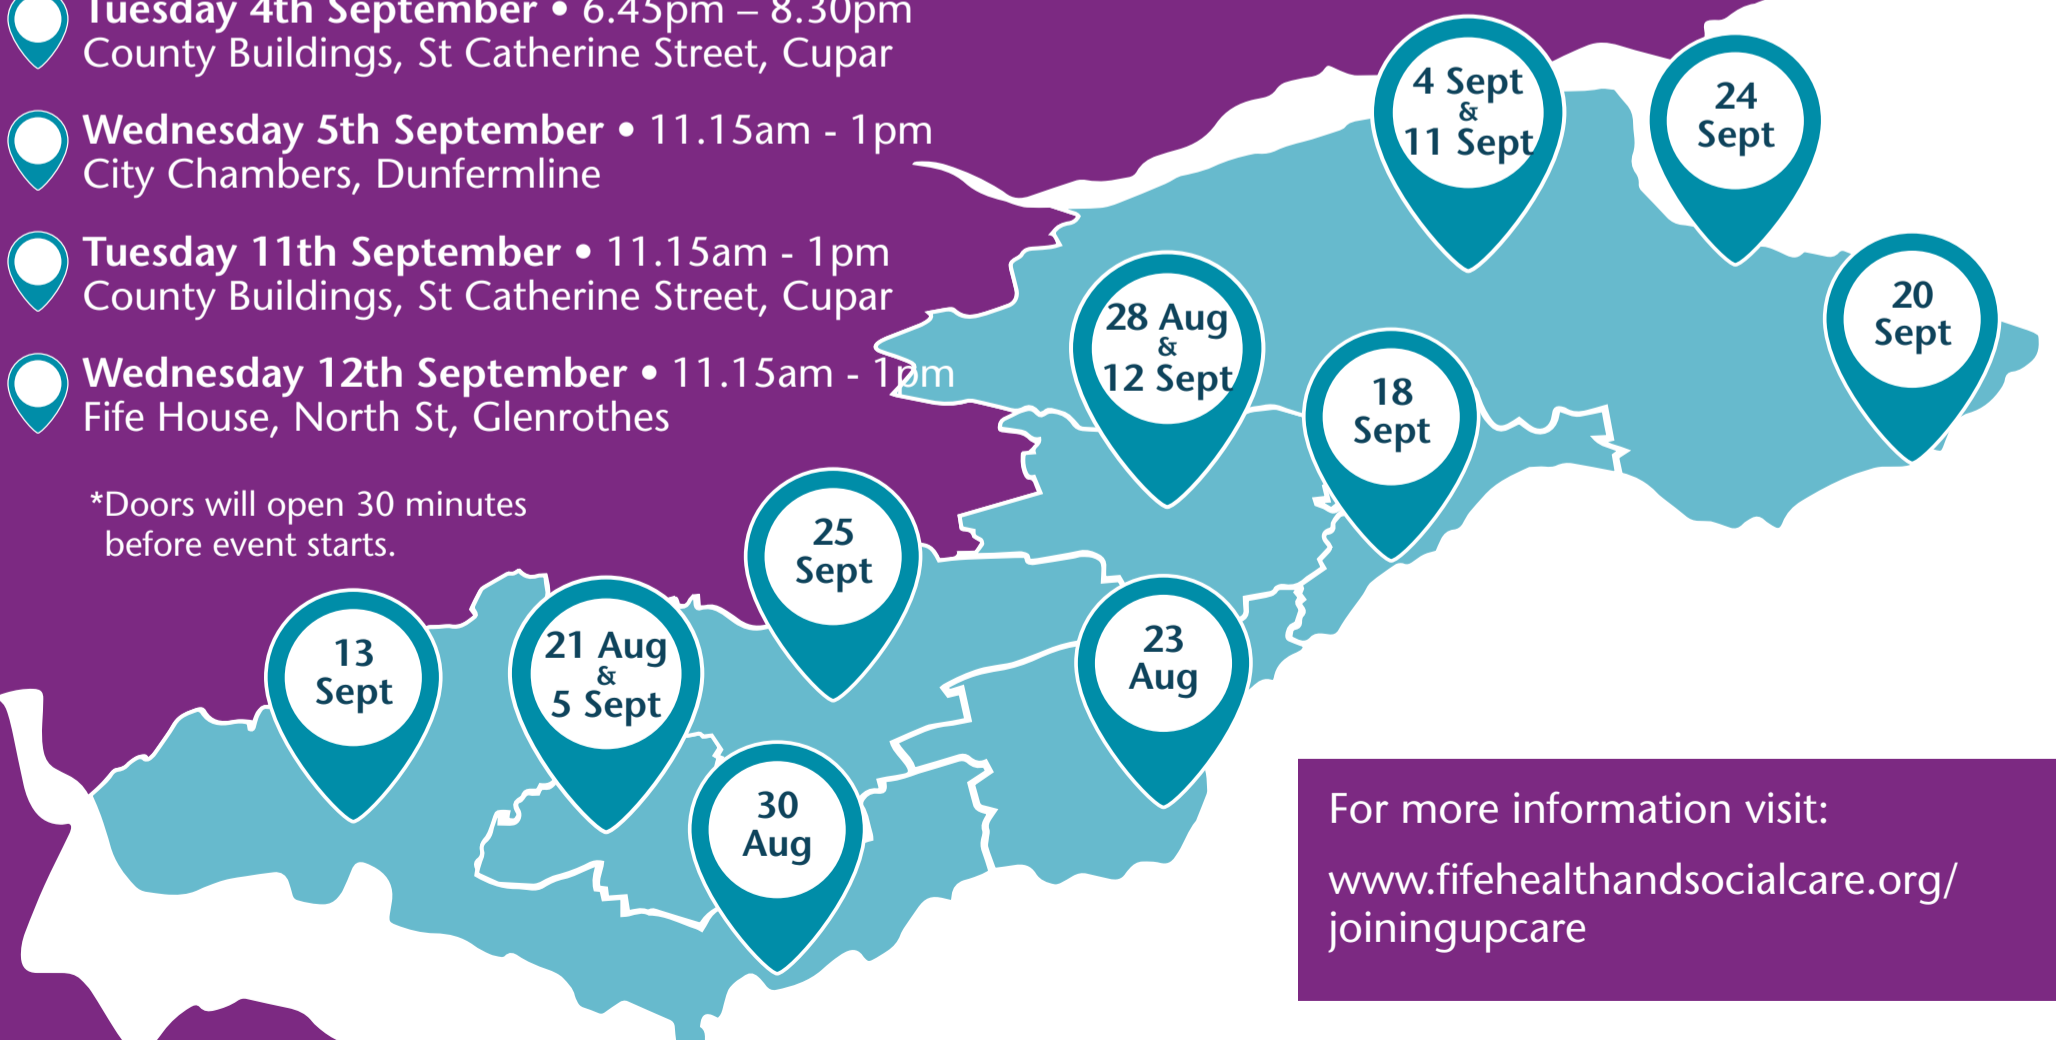 Tuesday 4th September • 6.45pm – 8.30pm
County Buildings, St Catherine Street, Cupar
Wednesday 5th September • 11.15am - 1pm
City Chambers, Dunfermline
Tuesday 11th September • 11.15am - 1pm
County Buildings, St Catherine Street, Cupar
Wednesday 12th September • 11.15am - 1pm
Fife House, North St, Glenrothes
*Doors will open 30 minutes
before event starts.
4 Sept
&
11 Sept
24
Sept
20
Sept
28 Aug
&
12 Sept
18
Sept
25
Sept
13
Sept
21 Aug
&
5 Sept
23
Aug
30
Aug
For more information visit:
www.fifehealthandsocialcare.org/
joiningupcare